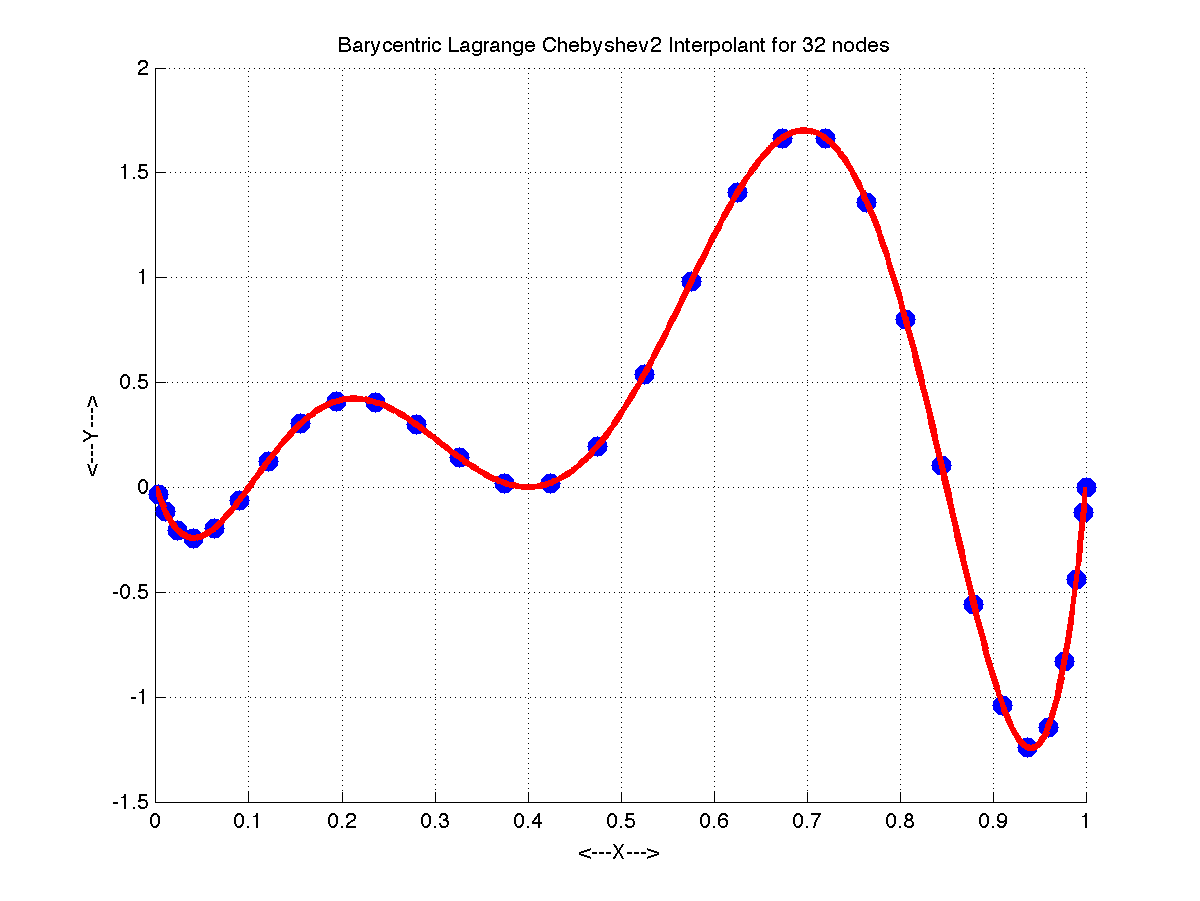 Barycentric Lagrange Chebyshev2 Interpolant for 32 nodes
2
1.5
1
0.5
0
-0.5
-1
-1.5
<---Y--->
0 0.1 0.2 0.3 0.4 0.5 0.6 0.7 0.8 0.9 1
<---X--->